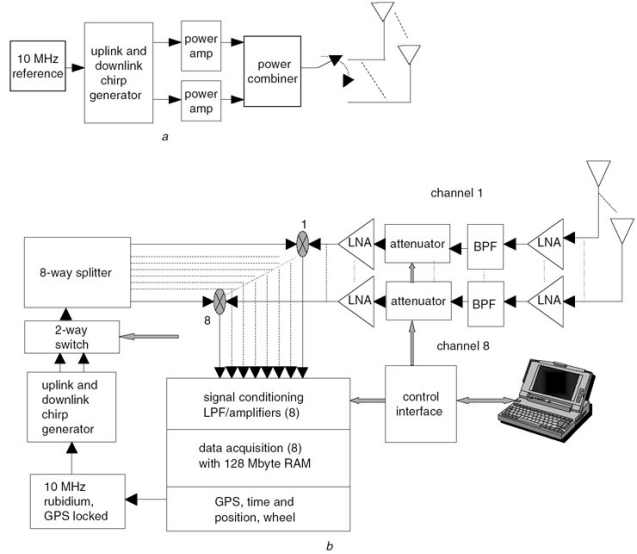 10 MHz
reference
uplink and
downlink
chirp
generator
power
amp
power
amp
power
combiner
a
channel 1
8-way splitter
1
8
LNA
attenuator
BPF
LNA
LNA
attenuator
BPF
LNA
channel 8
2-way
switch
uplink and
downlink
chirp
generator
10 MHz
rubidium,
GPS locked
signal conditioning
LPF/amplifiers (8)
data acquisition (8)
with 128 Mbyte RAM
GPS, time and
position, wheel
control
interface
b